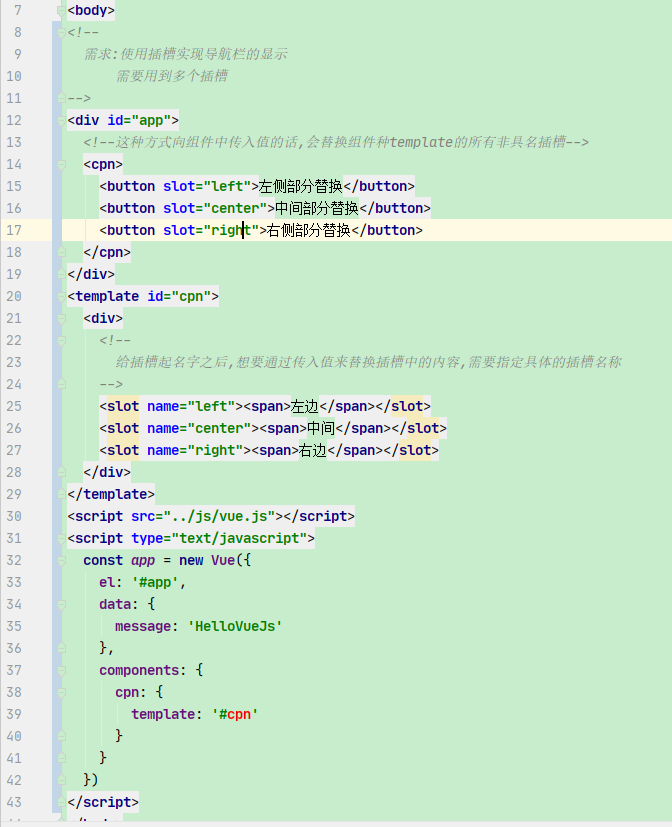 7 <body>
8 <!--
9 需求:使用插槽实现导航栏的显示
10 需要用到多个插槽
11 -->
12 <div id="app">
13 <!--这种方式向组件中传入值的话,会替换组件种template的所有非具名插槽-->
14 <cpn>
15 <button slot="left">左侧部分替换</button>
16 <button slot="center">中间部分替换</button>
17 <button slot="right">右侧部分替换</button>
18 </cpn>
19 </div>
20 <template id="cpn">
21 <div>
22 <!--
23 给插槽起名字之后,想要通过传入值来替换插槽中的内容,需要指定具体的插槽名称
24 -->
25 <slot name="left"><span>左边</span></slot>
26 <slot name="center"><span>中间</span></slot>
27 <slot name="right"><span>右边</span></slot>
28 </div>
29 </template>
30 <script src="../js/vue.js"></script>
31 <script type="text/javascript">
32 const app = new Vue({
33 el: '#app',
34 data: {
35 message: 'HelloVueJs'
36 },
37 components: {
38 cpn: {
39 template: '#cpn'
40 }
41 }
42 })
43 </script>